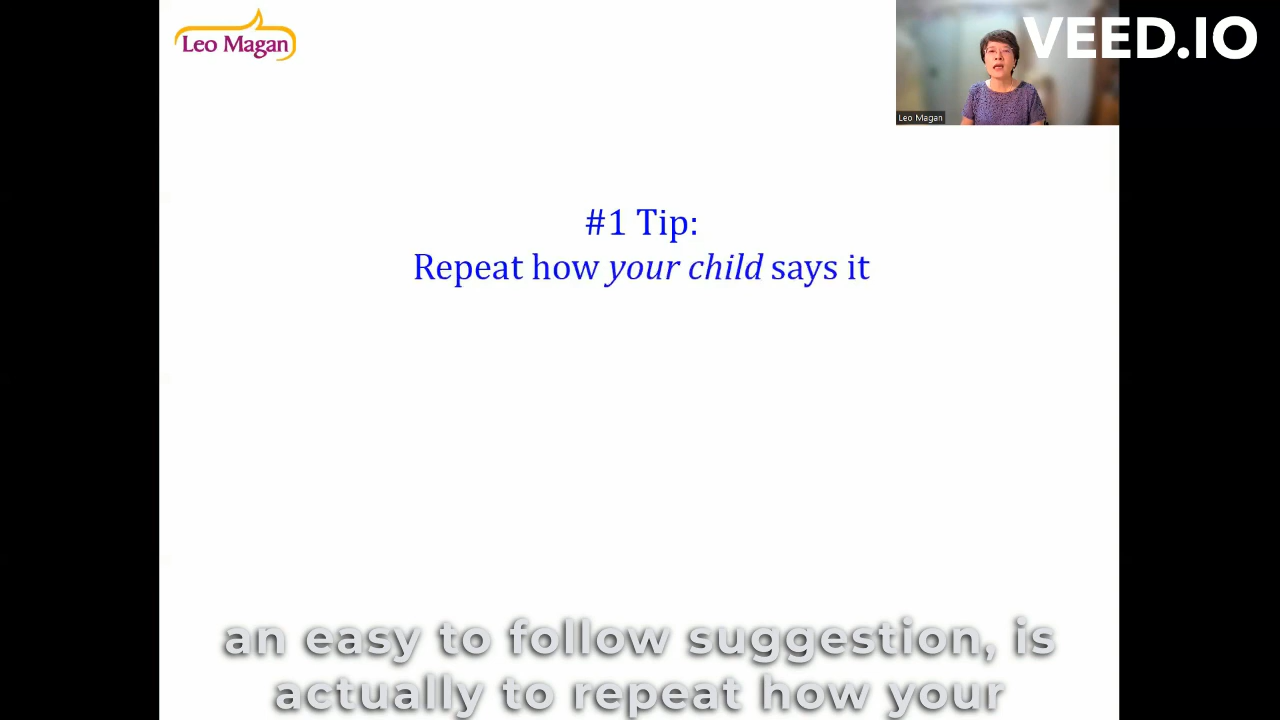 Leo Magan
VEED.IO
Leo Magan
#1 Tip:
Repeat how your child says it
an easy to follow suggestion, is
actually to repeat how your